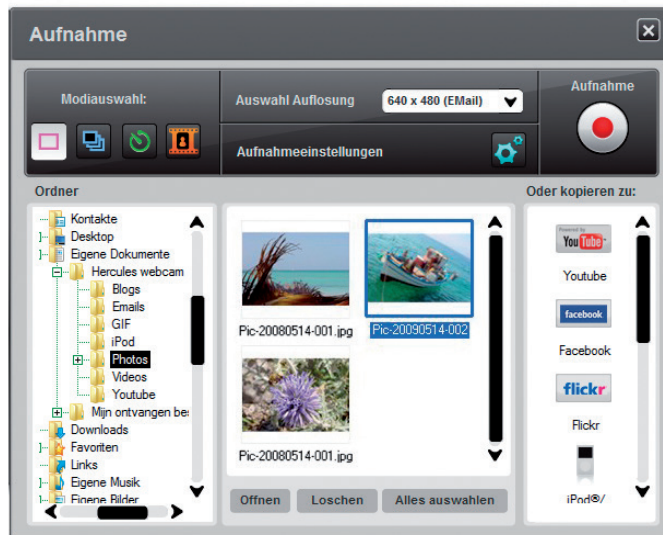 Aufnahme
Modiauswahl:
Auswahl Auflosung
640 x 480 (EMail)
Aufnahme
Aufnahmeeinstellungen
Ordner
Kontakte
Desktop
Eigene Dokumente
Hercules webcam
Blogs
Emails
GIF
iPod
Photos
Videos
Youtube
Mijn ontvangen be
Downloads
Favoriten
Links
Eigene Musik
Eigene Bilder
Pic-20080514-001.jpg
Pic-20090514-002
Pic-20080514-001.jpg
Offnen
Loschen
Alles auswahlen
Oder kopieren zu:
Powered by
YouTube
Youtube
facebook
Facebook
flickr
Flickr
iPod®/